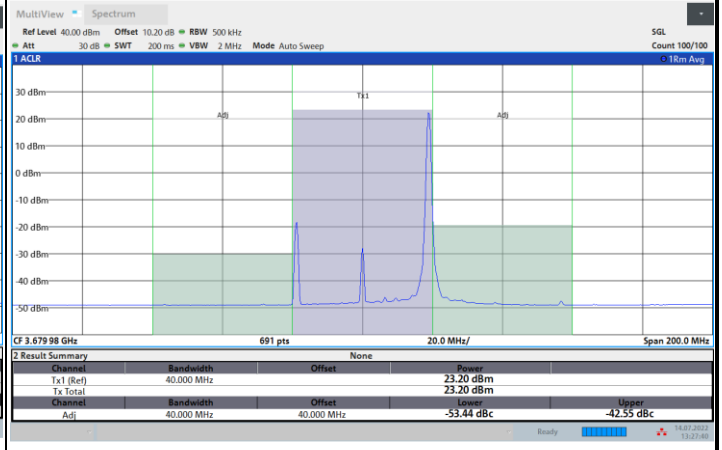 MultiView Spectrum
Ref Level 40.00 dBm Offset 10.20 dB RBW 500 kHz SGL
Att 30 dB SWT 200 ms VBW 2 MHz Mode Auto Sweep Count 100/100
1 ACLR 1Rm Avg
30 dBm
Tx1
20 dBm Adj Adj
10 dBm
0 dBm
-10 dBm
-20 dBm
-30 dBm
-40 dBm
-50 dBm
CF 3.679 98 GHz 691 pts 20.0 MHz/ Span 200.0 MHz
2 Result Summary None
Channel Bandwidth Offset Power
Tx1 (Ref) 40.000 MHz 23.20 dBm
Tx Total 23.20 dBm
Channel Bandwidth Offset Lower Upper
Adj 40.000 MHz 40.000 MHz -53.44 dBc -42.55 dBc
Ready 14.07.2022
13:27:40